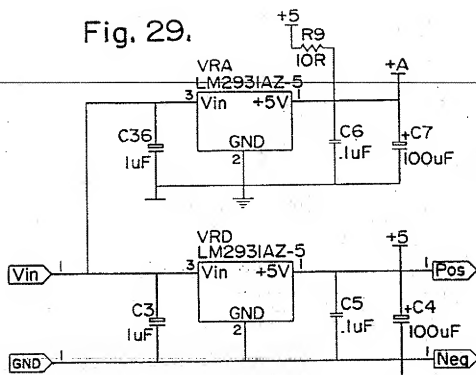 Fig. 29.
+5
R9
10R
+A
VRA
LM2931AZ-5
3 Vin +5V 1
GND
2
C36
1uF
C6
.1uF
+C7
100uF
VRD
LM2931AZ-5
+5
Vin 1
3 Vin +5V 1
1 Pos
GND
2
C3
1uF
C5
.1uF
+C4
100uF
GND 1
1 Neg